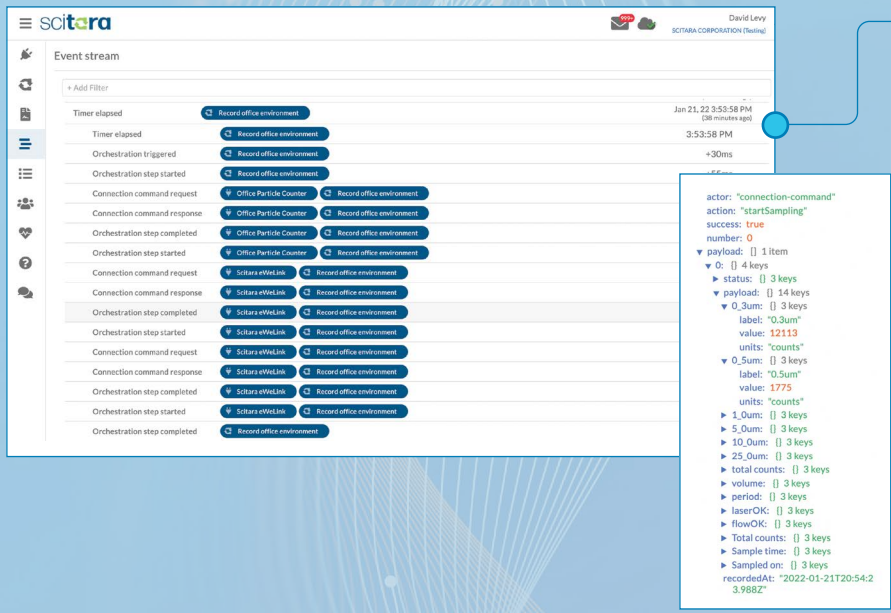 scitara
999+
David Levy
SCITARA CORPORATION (Testing)
Event stream
+ Add Filter
Timer elapsed Record office environment Jan 21, 22 3:53:58 PM
(38 minutes ago)
Timer elapsed Record office environment 3:53:58 PM
Orchestration triggered Record office environment +30ms
Orchestration step started Record office environment
Connection command request Office Particle Counter Record office environment
Connection command response Office Particle Counter Record office environment
Orchestration step completed Office Particle Counter Record office environment
Orchestration step started Office Particle Counter Record office environment
Connection command request Scitara eWeLink Record office environment
Connection command response Scitara eWeLink Record office environment
Orchestration step completed Scitara eWeLink Record office environment
Orchestration step started Scitara eWeLink Record office environment
Connection command request Scitara eWeLink Record office environment
Connection command response Scitara eWeLink Record office environment
Orchestration step completed Scitara eWeLink Record office environment
Orchestration step started Scitara eWeLink Record office environment
Orchestration step completed Record office environment
actor: "connection-command"
action: "startSampling"
success: true
number: 0
payload: [] 1 item
0: {} 4 keys
status: {} 3 keys
payload: {} 14 keys
0_3um: {} 3 keys
label: "0.3um"
value: 12113
units: "counts"
0_5um: {} 3 keys
label: "0.5um"
value: 1775
units: "counts"
1_0um: {} 3 keys
5_0um: {} 3 keys
10_0um: {} 3 keys
25_0um: {} 3 keys
total counts: {} 3 keys
volume: {} 3 keys
period: {} 3 keys
laserOK: {} 3 keys
flowOK: {} 3 keys
Total counts: {} 3 keys
Sample time: {} 3 keys
Sampled on: {} 3 keys
recordedAt: "2022-01-21T20:54:2
3.988Z"